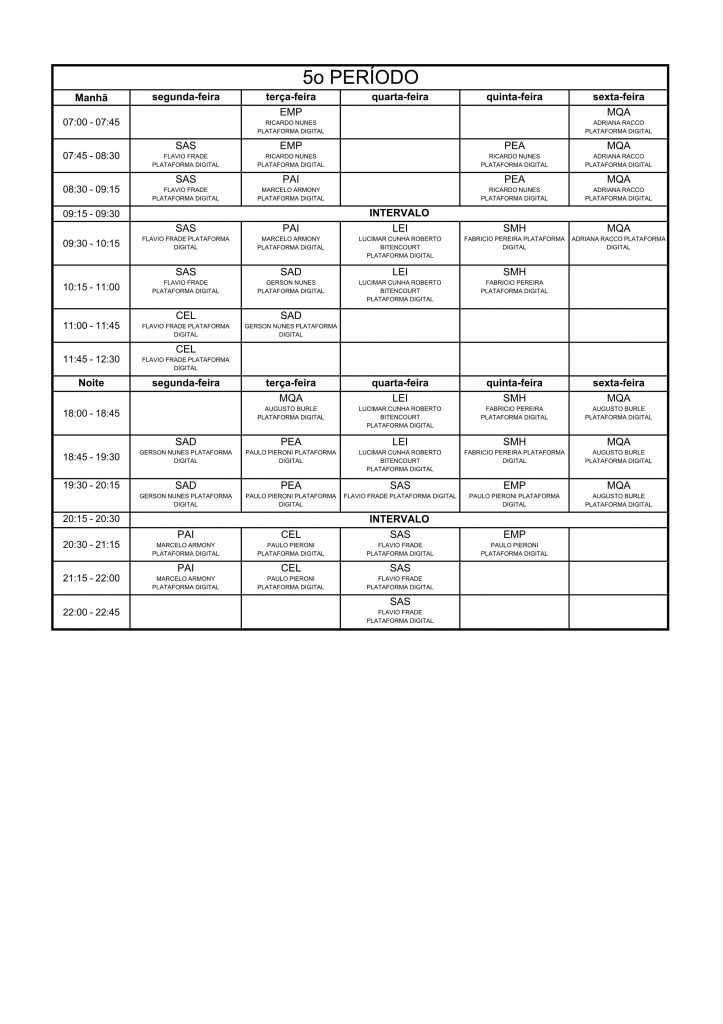 5o PERÍODO
Manhã segunda-feira terça-feira quarta-feira quinta-feira sexta-feira
07:00 - 07:45
EMP
RICARDO NUNES
PLATAFORMA DIGITAL
MQA
ADRIANA RACCO
PLATAFORMA DIGITAL
07:45 - 08:30
SAS
FLAVIO FRADE
PLATAFORMA DIGITAL
EMP
RICARDO NUNES
PLATAFORMA DIGITAL
PEA
RICARDO NUNES
PLATAFORMA DIGITAL
MQA
ADRIANA RACCO
PLATAFORMA DIGITAL
08:30 - 09:15
SAS
FLAVIO FRADE
PLATAFORMA DIGITAL
PAI
MARCELO ARMONY
PLATAFORMA DIGITAL
PEA
RICARDO NUNES
PLATAFORMA DIGITAL
MQA
ADRIANA RACCO
PLATAFORMA DIGITAL
09:15 - 09:30 INTERVALO
09:30 - 10:15
SAS
FLAVIO FRADE PLATAFORMA
DIGITAL
PAI
MARCELO ARMONY
PLATAFORMA DIGITAL
LEI
LUCIMAR CUNHA ROBERTO
BITENCOURT
PLATAFORMA DIGITAL
SMH
FABRICIO PEREIRA PLATAFORMA
DIGITAL
MQA
ADRIANA RACCO PLATAFORMA
DIGITAL
10:15 - 11:00
SAS
FLAVIO FRADE
PLATAFORMA DIGITAL
SAD
GERSON NUNES
PLATAFORMA DIGITAL
LEI
LUCIMAR CUNHA ROBERTO
BITENCOURT
PLATAFORMA DIGITAL
SMH
FABRICIO PEREIRA
PLATAFORMA DIGITAL
11:00 - 11:45
CEL
FLAVIO FRADE PLATAFORMA
DIGITAL
SAD
GERSON NUNES PLATAFORMA
DIGITAL
11:45 - 12:30
CEL
FLAVIO FRADE PLATAFORMA
DIGITAL
Noite segunda-feira terça-feira quarta-feira quinta-feira sexta-feira
18:00 - 18:45
MQA
AUGUSTO BURLE
PLATAFORMA DIGITAL
LEI
LUCIMAR CUNHA ROBERTO
BITENCOURT
PLATAFORMA DIGITAL
SMH
FABRICIO PEREIRA
PLATAFORMA DIGITAL
MQA
AUGUSTO BURLE
PLATAFORMA DIGITAL
18:45 - 19:30
SAD
GERSON NUNES PLATAFORMA
DIGITAL
PEA
PAULO PIERONI PLATAFORMA
DIGITAL
LEI
LUCIMAR CUNHA ROBERTO
BITENCOURT
PLATAFORMA DIGITAL
SMH
FABRICIO PEREIRA PLATAFORMA
DIGITAL
MQA
AUGUSTO BURLE
PLATAFORMA DIGITAL
19:30 - 20:15
SAD
GERSON NUNES PLATAFORMA
DIGITAL
PEA
PAULO PIERONI PLATAFORMA
DIGITAL
SAS
FLAVIO FRADE PLATAFORMA DIGITAL
EMP
PAULO PIERONI PLATAFORMA
DIGITAL
MQA
AUGUSTO BURLE
PLATAFORMA DIGITAL
20:15 - 20:30 INTERVALO
20:30 - 21:15
PAI
MARCELO ARMONY
PLATAFORMA DIGITAL
CEL
PAULO PIERONI
PLATAFORMA DIGITAL
SAS
FLAVIO FRADE
PLATAFORMA DIGITAL
EMP
PAULO PIERONI
PLATAFORMA DIGITAL
21:15 - 22:00
PAI
MARCELO ARMONY
PLATAFORMA DIGITAL
CEL
PAULO PIERONI
PLATAFORMA DIGITAL
SAS
FLAVIO FRADE
PLATAFORMA DIGITAL
22:00 - 22:45
SAS
FLAVIO FRADE
PLATAFORMA DIGITAL